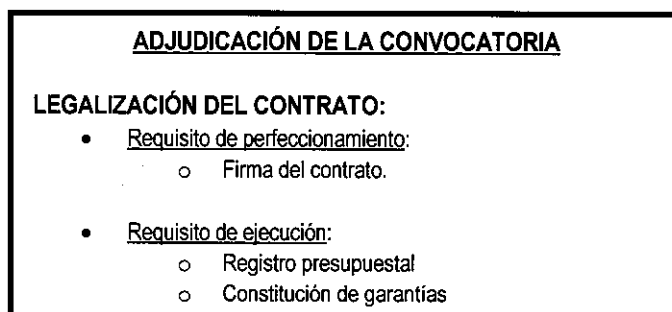 ADJUDICACIÓN DE LA CONVOCATORIA
LEGALIZACIÓN DEL CONTRATO:
• Requisito de perfeccionamiento:
o Firma del contrato.
• Requisito de ejecución:
o Registro presupuestal
o Constitución de garantías